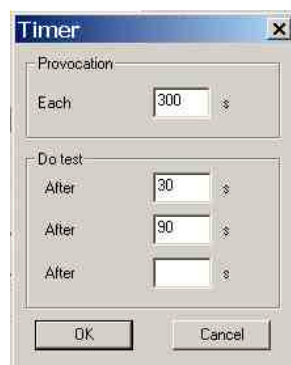 Timer
Provocation
Each 300 s
Do test
After 30 s
After 90 s
After s
OK Cancel